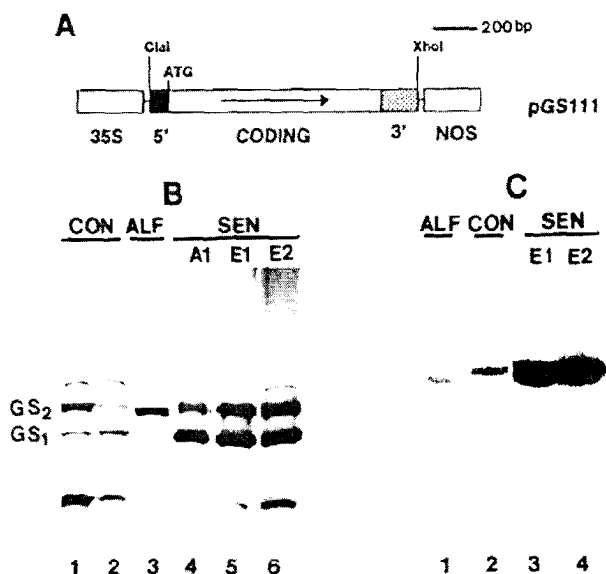 A
200 bp
ClaI
XhoI
ATG
pGS111
35S 5' CODING 3' NOS
B
CON ALF SEN
A1 E1 E2
GS2
GS1
1 2 3 4 5 6
C
ALF CON SEN
E1 E2
1 2 3 4